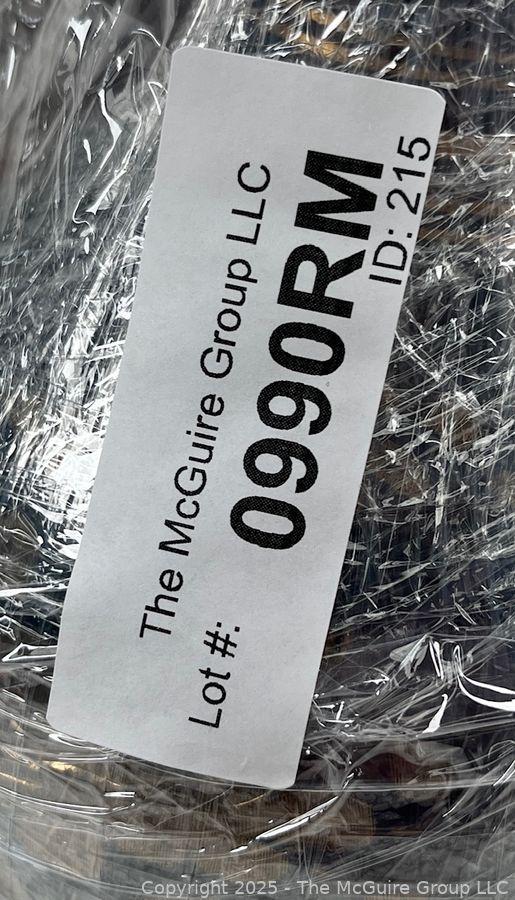 The McGuire Group LLC
Lot #:
0990RM
ID: 215
Copyright 2025 - The McGuire Group LLC